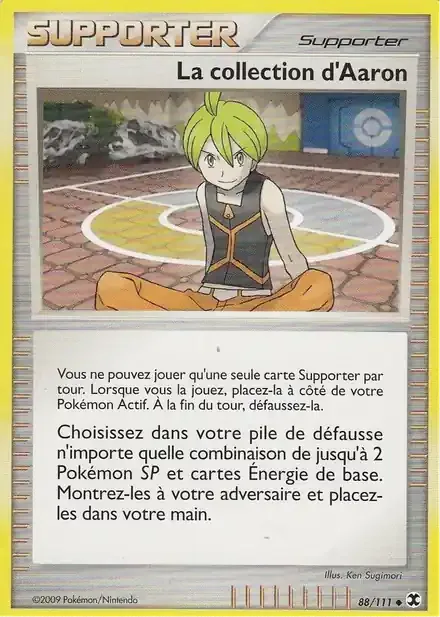 SUPPORTER
Supporter
La collection d'Aaron
Vous ne pouvez jouer qu'une seule carte Supporter par
tour. Lorsque vous la jouez, placez-la à côté de votre
Pokémon Actif. À la fin du tour, défaussez-la.
Choisissez dans votre pile de défausse
n'importe quelle combinaison de jusqu'à 2
Pokémon SP et cartes Énergie de base.
Montrez-les à votre adversaire et placez-
les dans votre main.
Illus. Ken Sugimori
©2009 Pokémon/Nintendo
88/111